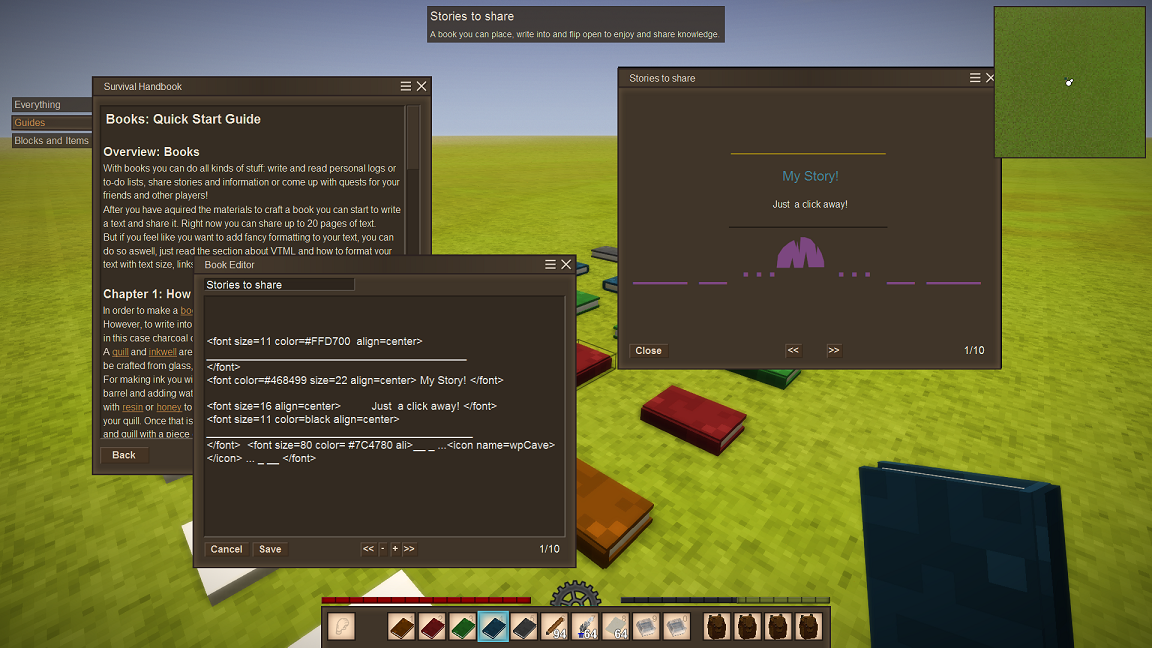 Stories to share
A book you can place, write into and flip open to enjoy and share knowledge.
Everything
Guides
Blocks and Items
Survival Handbook
Books: Quick Start Guide
Overview: Books
With books you can do all kinds of stuff: write and read personal logs or
to-do lists, share stories and information or come up with quests for your
friends and other players!
After you have aquired the materials to craft a book you can start to write
a text and share it. Right now you can share up to 20 pages of text.
But if you feel like you want to add fancy formatting to your text, you can
do so aswell, just read the section about VTML and how to format your
text with text size, links
Chapter 1: How
In order to make a
However, to write into
in this case charcoal
A quill and inkwell are
be crafted from glass,
For making ink you
barrel and adding
with resin or honey to
your quill. Once that is
and quill with a piece
Back
Book Editor
Stories to share
<font size=11 color=#FFD700  align=center>
</font>
<font color=#468499 size=22 align=center> My Story! </font>
<font size=16 align=center>          Just  a click away! </font>
<font size=11 color=black align=center>
</font>  <font size=80 color= #7C4780 ali>__ _ ...<icon name=wpCave>
</icon> ... _ __ </font>
Cancel
Save
<< - + >>
1/10
Stories to share
My Story!
Just  a click away!
Close
<<
>>
1/10
94
64
64